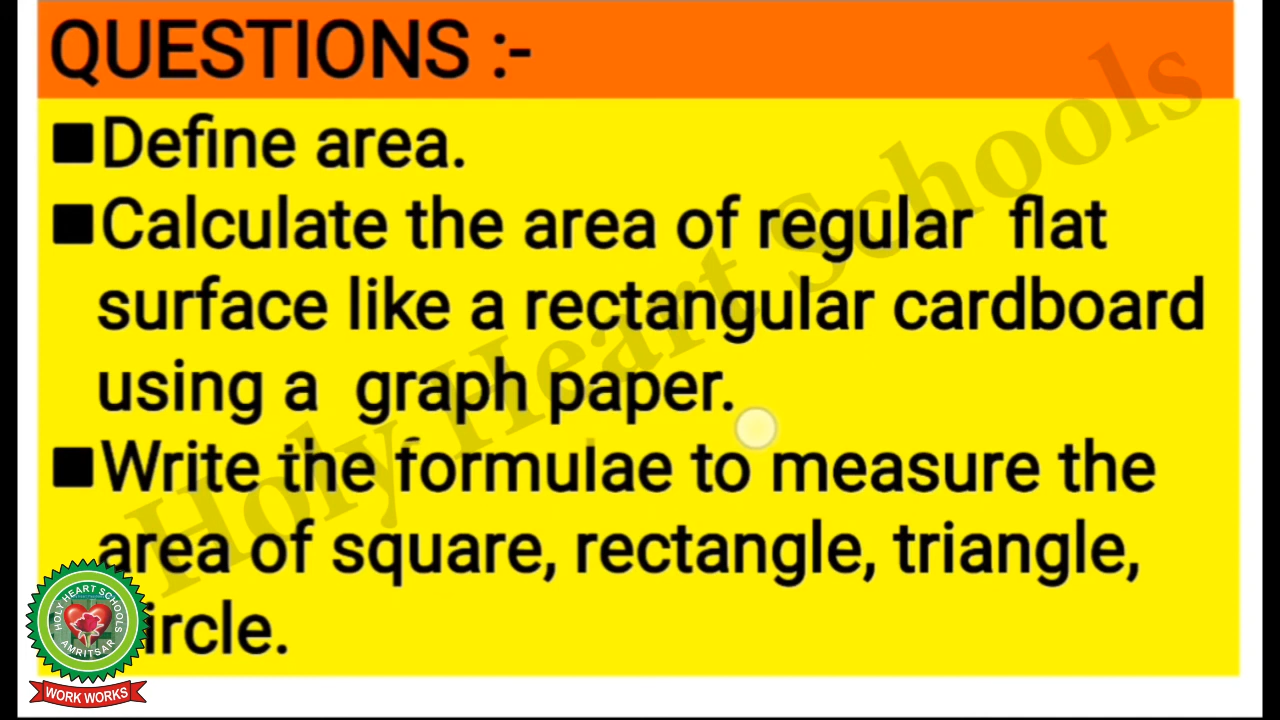 QUESTIONS :-
■Define area.
■Calculate the area of regular flat
surface like a rectangular cardboard
using a graph paper.
■Write the formulae to measure the
area of square, rectangle, triangle,
ircle.
Holy Heart Schools
HOLY HEART SCHOOLS
AMRITSAR
WORK WORKS